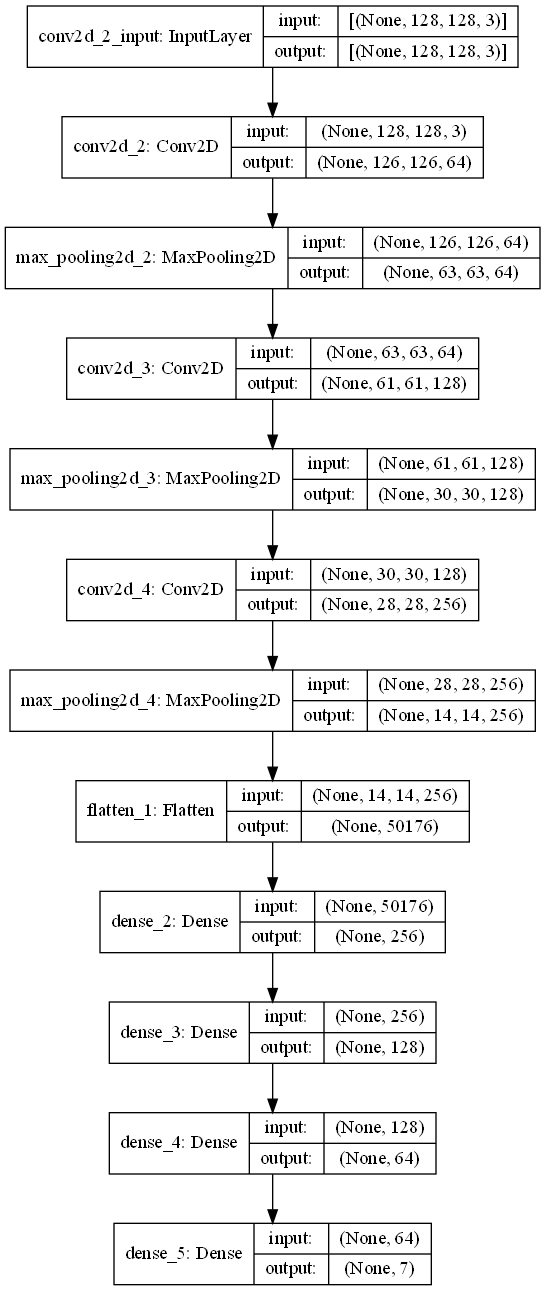 conv2d_2_input: InputLayer
input: [(None, 128, 128, 3)]
output: [(None, 128, 128, 3)]
conv2d_2: Conv2D
input: (None, 128, 128, 3)
output: (None, 126, 126, 64)
max_pooling2d_2: MaxPooling2D
input: (None, 126, 126, 64)
output: (None, 63, 63, 64)
conv2d_3: Conv2D
input: (None, 63, 63, 64)
output: (None, 61, 61, 128)
max_pooling2d_3: MaxPooling2D
input: (None, 61, 61, 128)
output: (None, 30, 30, 128)
conv2d_4: Conv2D
input: (None, 30, 30, 128)
output: (None, 28, 28, 256)
max_pooling2d_4: MaxPooling2D
input: (None, 28, 28, 256)
output: (None, 14, 14, 256)
flatten_1: Flatten
input: (None, 14, 14, 256)
output: (None, 50176)
dense_2: Dense
input: (None, 50176)
output: (None, 256)
dense_3: Dense
input: (None, 256)
output: (None, 128)
dense_4: Dense
input: (None, 128)
output: (None, 64)
dense_5: Dense
input: (None, 64)
output: (None, 7)